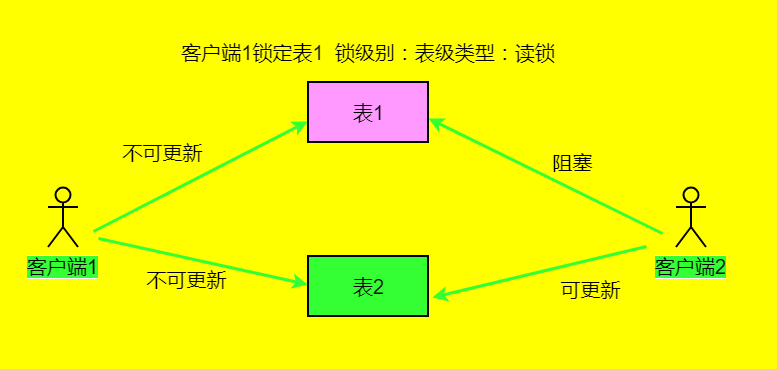 客户端1锁定表1 锁级别：表级类型：读锁
表1
不可更新
阻塞
客户端1
客户端2
不可更新
表2
可更新